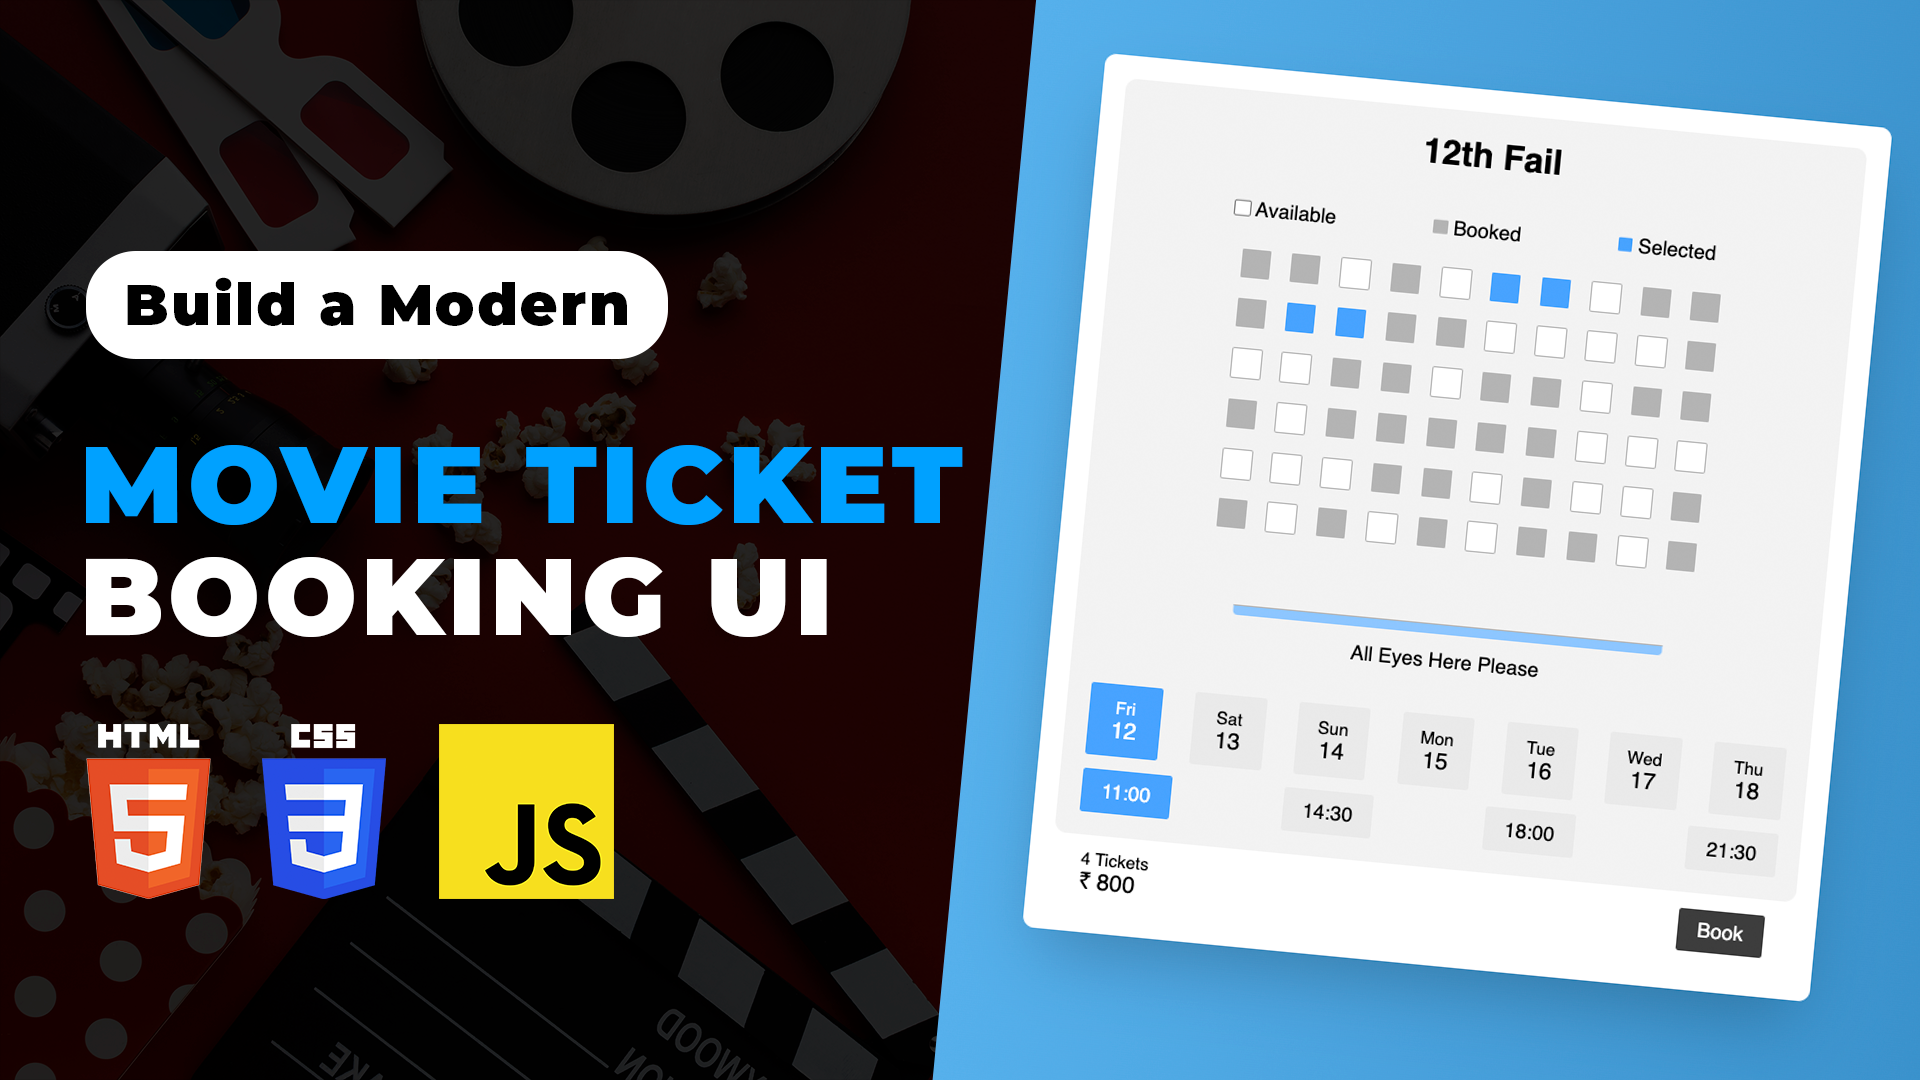 Build a Modern
MOVIE TICKET
BOOKING UI
HTML
CSS
5
3
JS
12th Fail
Available
Booked
Selected
All Eyes Here Please
Fri
12
Sat
13
Sun
14
Mon
15
Tue
16
Wed
17
Thu
18
11:00
14:30
18:00
21:30
4 Tickets
₹ 800
Book